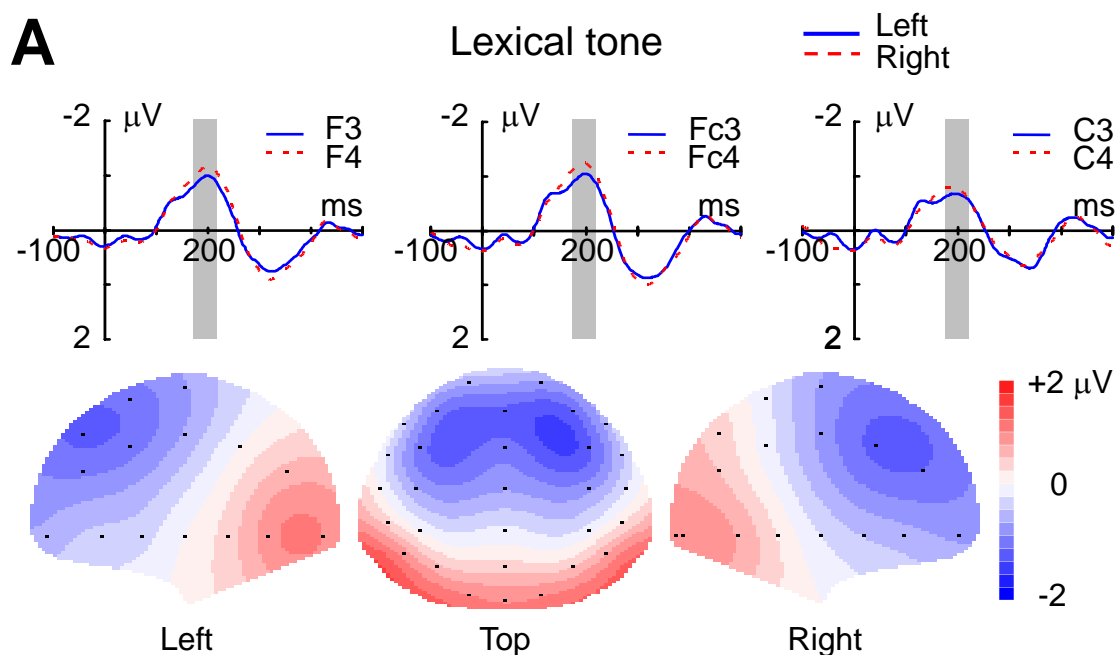 A
Lexical tone
Left
Right
-2
µV
F3
F4
ms
-100
200
2
-2
µV
Fc3
Fc4
ms
-100
200
2
-2
µV
C3
C4
ms
-100
200
2
+2 µV
0
-2
Left
Top
Right